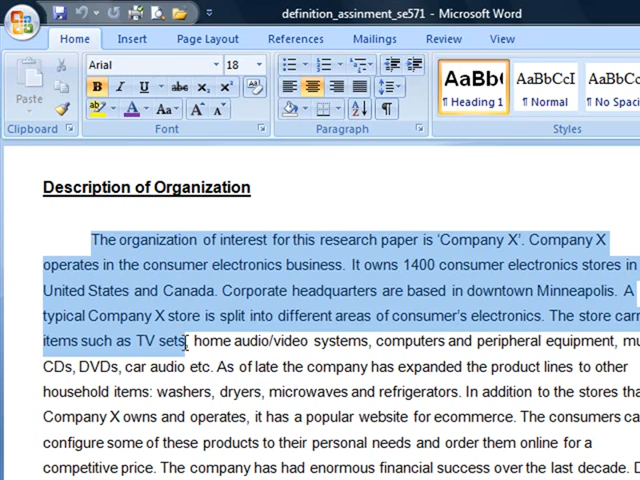 definition_assinment_se571 - Microsoft Word
Home Insert Page Layout References Mailings Review View
Paste
Clipboard
Arial 18
B I U abc X₂ X²
ab A Aa A A
Font
Paragraph
AaBb AaBbCcI AaBbCc
¶ Heading 1 ¶ Normal ¶ No Spaci
Styles
Description of Organization
The organization of interest for this research paper is ‘Company X’. Company X
operates in the consumer electronics business. It owns 1400 consumer electronics stores in
United States and Canada. Corporate headquarters are based in downtown Minneapolis. A
typical Company X store is split into different areas of consumer’s electronics. The store carr
items such as TV sets, home audio/video systems, computers and peripheral equipment, mu
CDs, DVDs, car audio etc. As of late the company has expanded the product lines to other
household items: washers, dryers, microwaves and refrigerators. In addition to the stores tha
Company X owns and operates, it has a popular website for ecommerce. The consumers ca
configure some of these products to their personal needs and order them online for a
competitive price. The company has had enormous financial success over the last decade. D